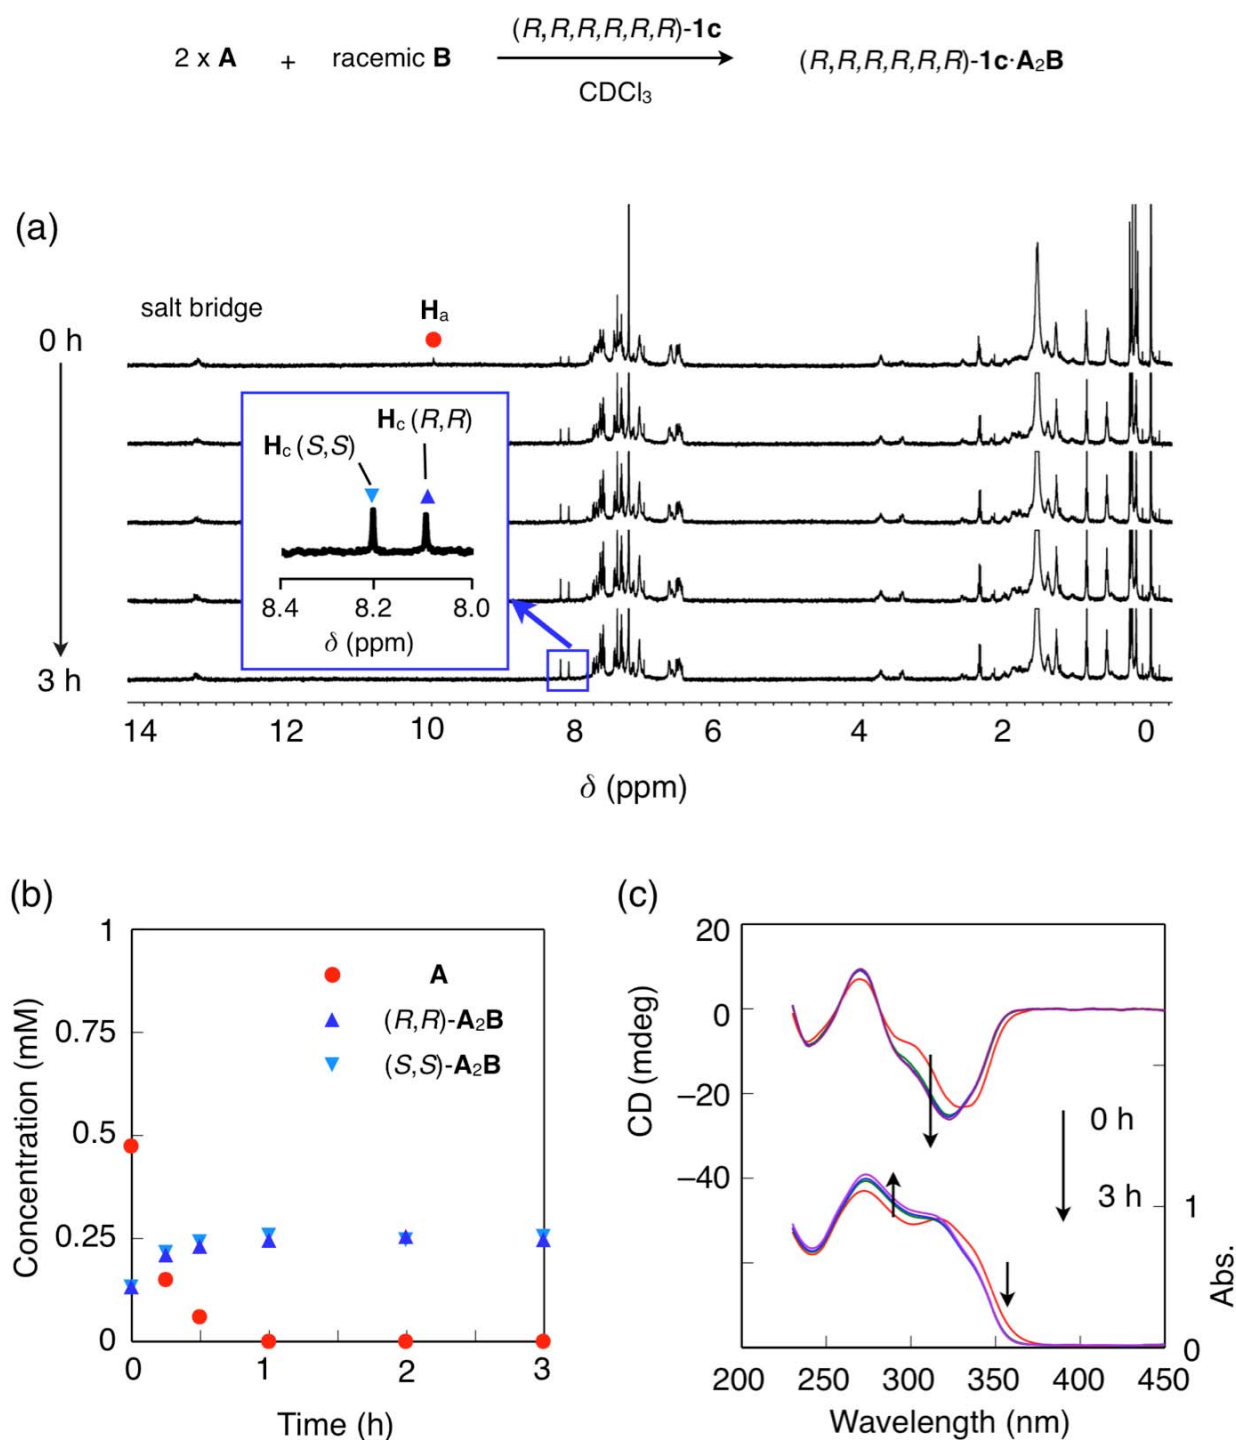 2 x A + racemic B (R,R,R,R,R,R)-1c (R,R,R,R,R,R)-1c·A₂B
CDCl₃
(a)
salt bridge
Hₐ
0 h
3 h
H꜀ (R,R)
H꜀ (S,S)
8.4 8.2 8.0
δ (ppm)
14 12 10 8 6 4 2 0
δ (ppm)
(b)
Concentration (mM)
1
0.75
0.5
0.25
0
A
(R,R)-A₂B
(S,S)-A₂B
0 1 2 3
Time (h)
(c)
CD (mdeg)
20
0
−20
−40
0 h
3 h
1
0
Abs.
200 250 300 350 400 450
Wavelength (nm)